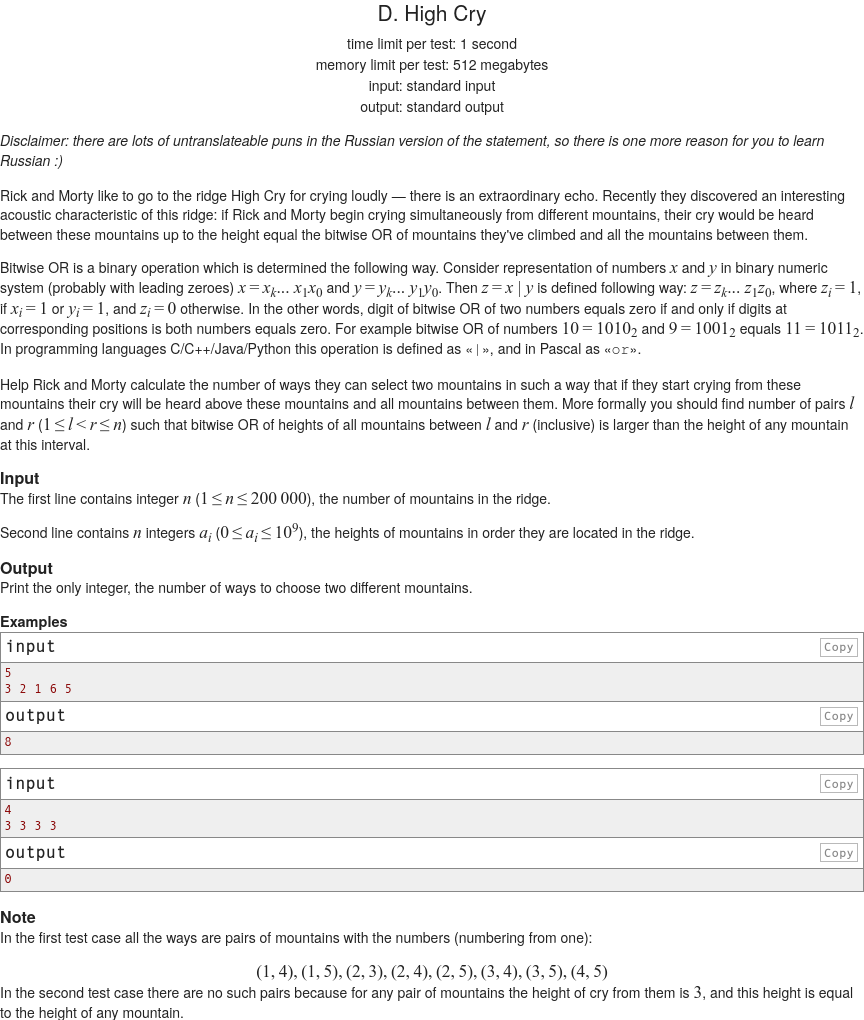 D. High Cry
time limit per test: 1 second
memory limit per test: 512 megabytes
input: standard input
output: standard output
Disclaimer: there are lots of untranslateable puns in the Russian version of the statement, so there is one more reason for you to learn
Russian :)
Rick and Morty like to go to the ridge High Cry for crying loudly — there is an extraordinary echo. Recently they discovered an interesting
acoustic characteristic of this ridge: if Rick and Morty begin crying simultaneously from different mountains, their cry would be heard
between these mountains up to the height equal the bitwise OR of mountains they've climbed and all the mountains between them.
Bitwise OR is a binary operation which is determined the following way. Consider representation of numbers x and y in binary numeric
system (probably with leading zeroes) x = x_k... x_1x_0 and y = y_k... y_1y_0. Then z = x | y is defined following way: z = z_k... z_1z_0, where z_i = 1,
if x_i = 1 or y_i = 1, and z_i = 0 otherwise. In the other words, digit of bitwise OR of two numbers equals zero if and only if digits at
corresponding positions is both numbers equals zero. For example bitwise OR of numbers 10 = 1010_2 and 9 = 1001_2 equals 11 = 1011_2.
In programming languages C/C++/Java/Python this operation is defined as « | », and in Pascal as «or».
Help Rick and Morty calculate the number of ways they can select two mountains in such a way that if they start crying from these
mountains their cry will be heard above these mountains and all mountains between them. More formally you should find number of pairs l
and r (1 ≤ l < r ≤ n) such that bitwise OR of heights of all mountains between l and r (inclusive) is larger than the height of any mountain
at this interval.
Input
The first line contains integer n (1 ≤ n ≤ 200 000), the number of mountains in the ridge.
Second line contains n integers a_i (0 ≤ a_i ≤ 10^9), the heights of mountains in order they are located in the ridge.
Output
Print the only integer, the number of ways to choose two different mountains.
Examples
input Copy
5
3 2 1 6 5
output Copy
8
input Copy
4
3 3 3 3
output Copy
0
Note
In the first test case all the ways are pairs of mountains with the numbers (numbering from one):
(1, 4), (1, 5), (2, 3), (2, 4), (2, 5), (3, 4), (3, 5), (4, 5)
In the second test case there are no such pairs because for any pair of mountains the height of cry from them is 3, and this height is equal
to the height of any mountain.